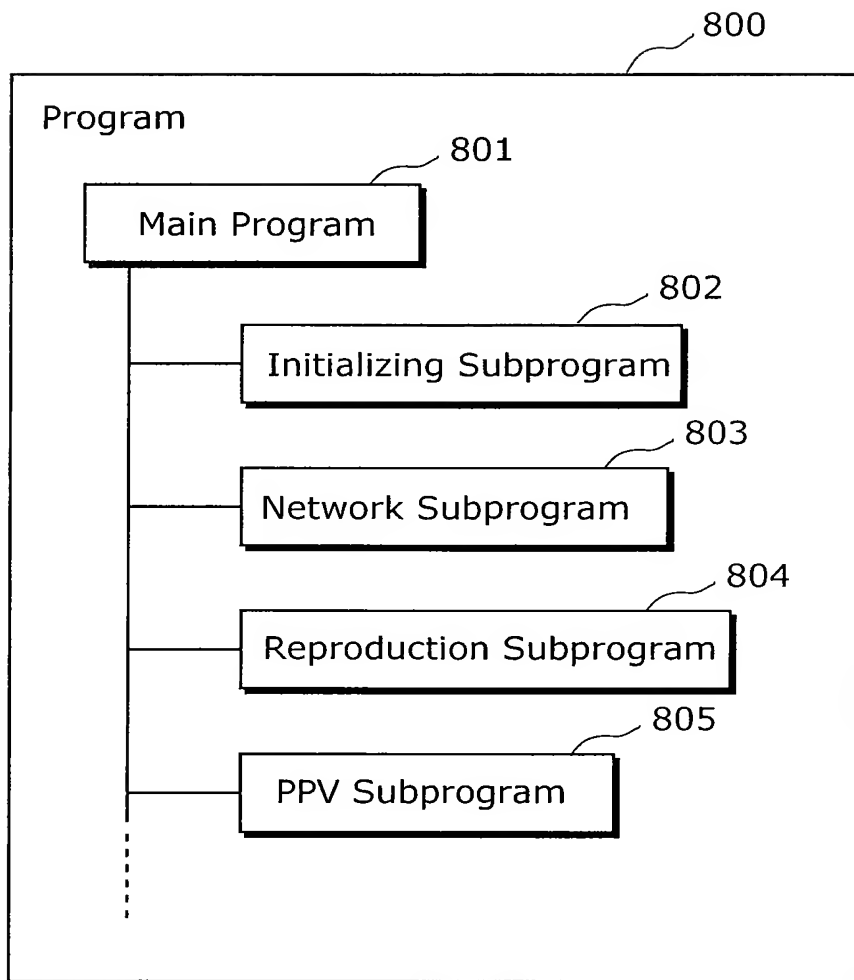 800
Program
801
Main Program
802
Initializing Subprogram
803
Network Subprogram
804
Reproduction Subprogram
805
PPV Subprogram